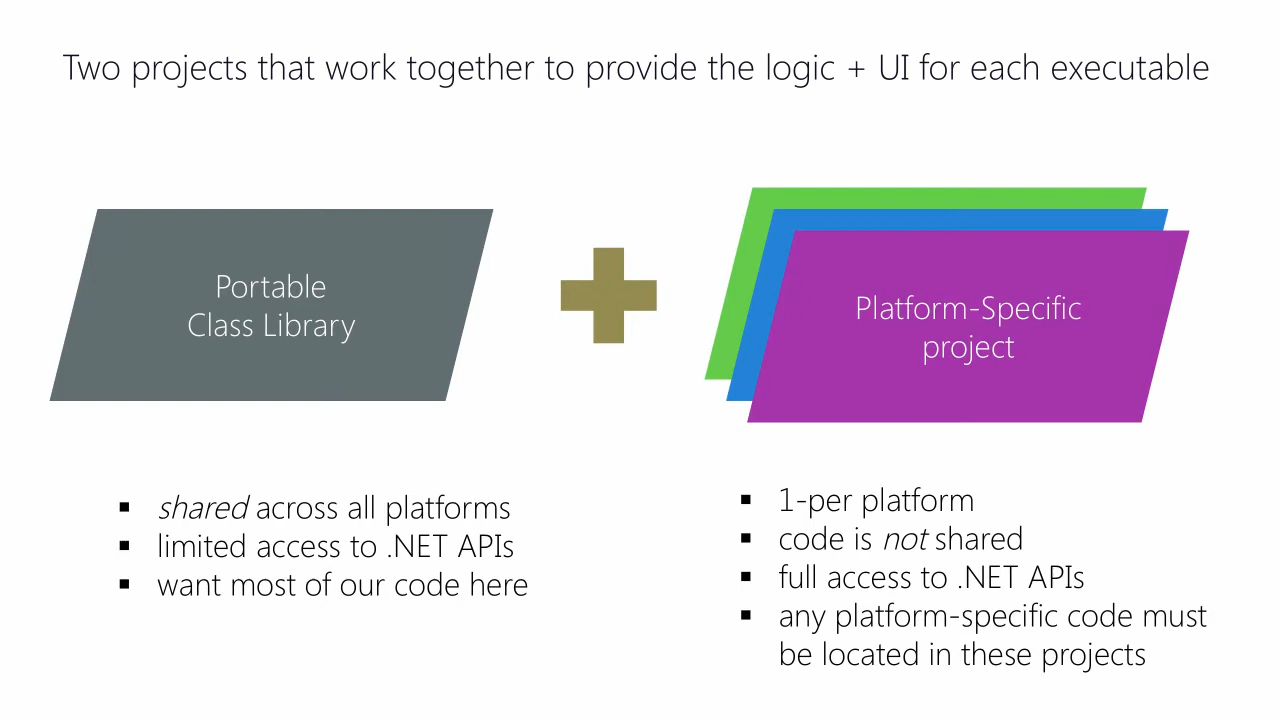 Two projects that work together to provide the logic + UI for each executable
Portable
Class Library
Platform-Specific
project
▪ shared across all platforms
▪ limited access to .NET APIs
▪ want most of our code here
▪ 1-per platform
▪ code is not shared
▪ full access to .NET APIs
▪ any platform-specific code must
be located in these projects